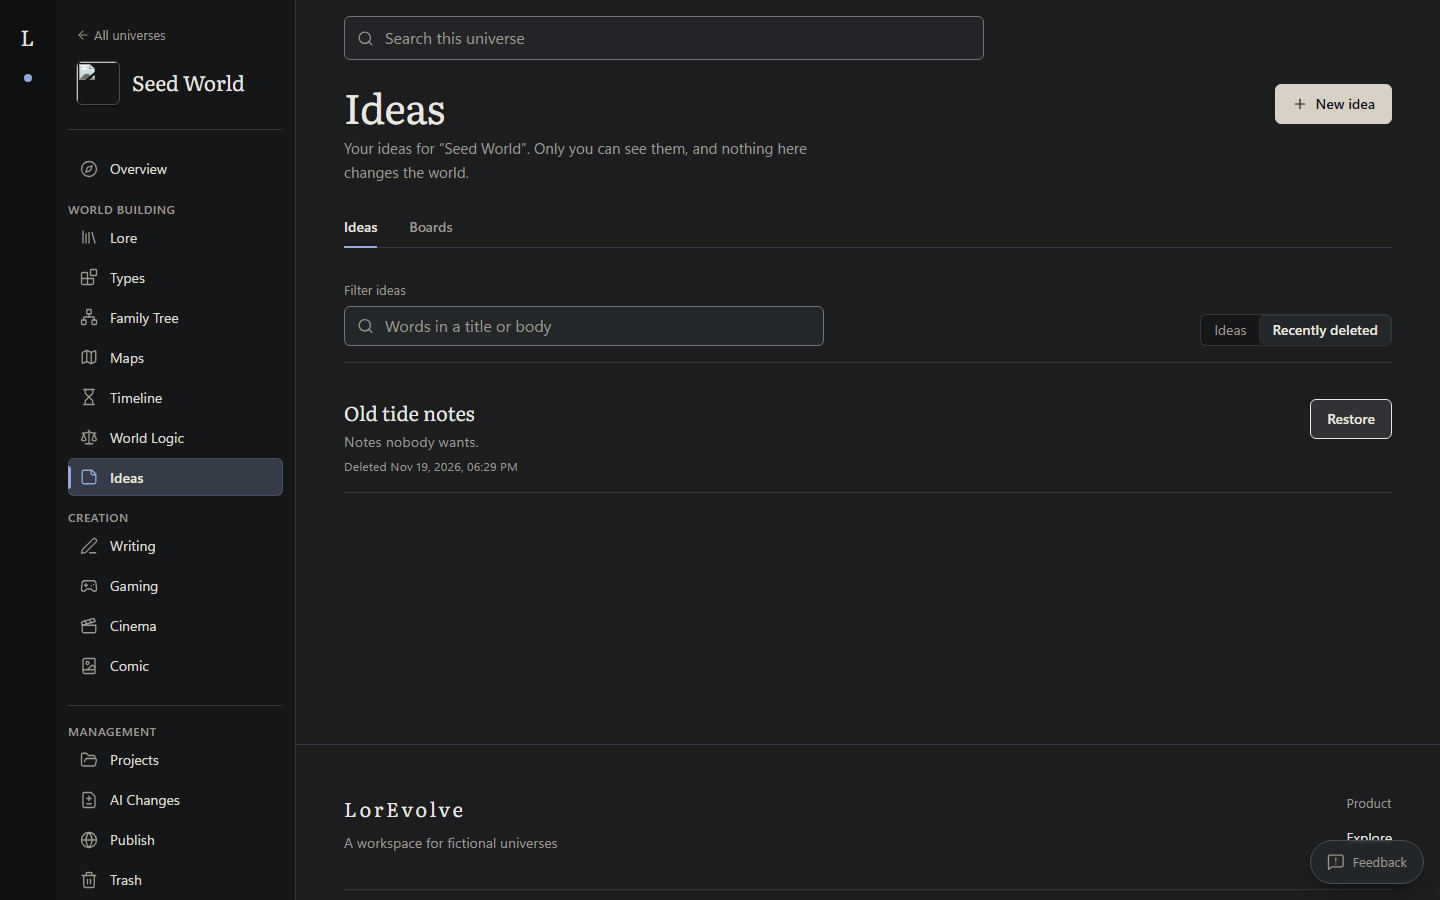 L
All universes
Seed World
Overview
WORLD BUILDING
Lore
Types
Family Tree
Maps
Timeline
World Logic
Ideas
CREATION
Writing
Gaming
Cinema
Comic
MANAGEMENT
Projects
AI Changes
Publish
Trash
Search this universe
Ideas
New idea
Your ideas for “Seed World”. Only you can see them, and nothing here
changes the world.
Ideas Boards
Filter ideas
Words in a title or body
Ideas Recently deleted
Old tide notes
Restore
Notes nobody wants.
Deleted Nov 19, 2026, 06:29 PM
LorEvolve
A workspace for fictional universes
Product
Explore
Feedback